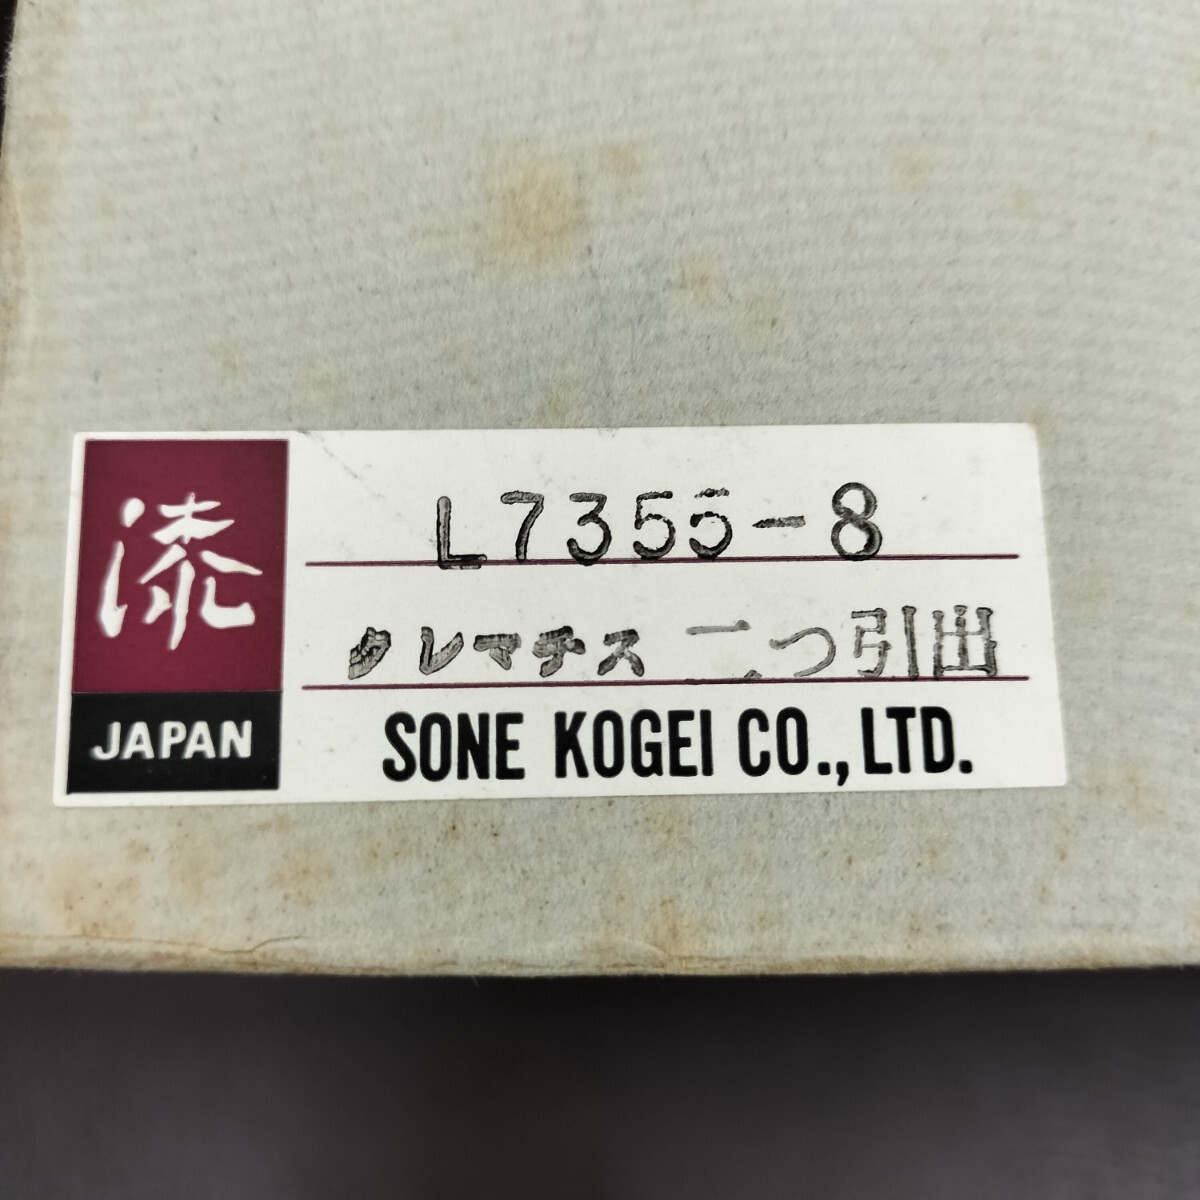 漆
JAPAN
L7355-8
クレマチス 二つ引出
SONE KOGEI CO., LTD.